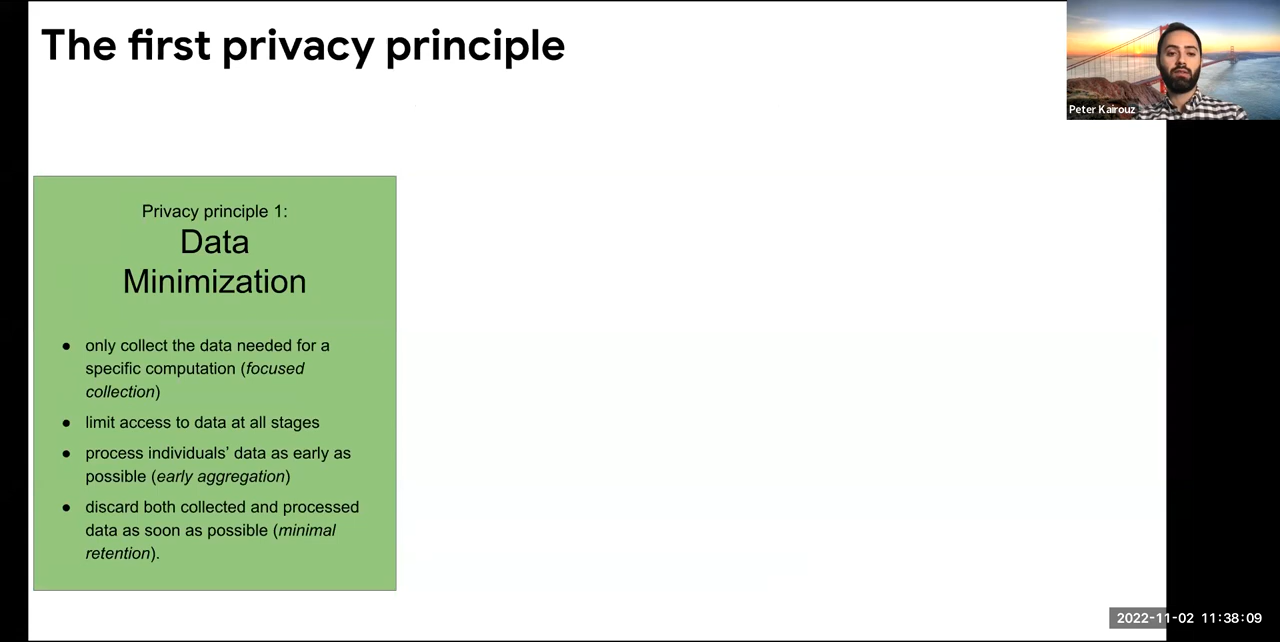 The first privacy principle
Peter Kairouz
Privacy principle 1:
Data
Minimization
● only collect the data needed for a
specific computation (focused
collection)
● limit access to data at all stages
● process individuals’ data as early as
possible (early aggregation)
● discard both collected and processed
data as soon as possible (minimal
retention).
2022-11-02 11:38:09